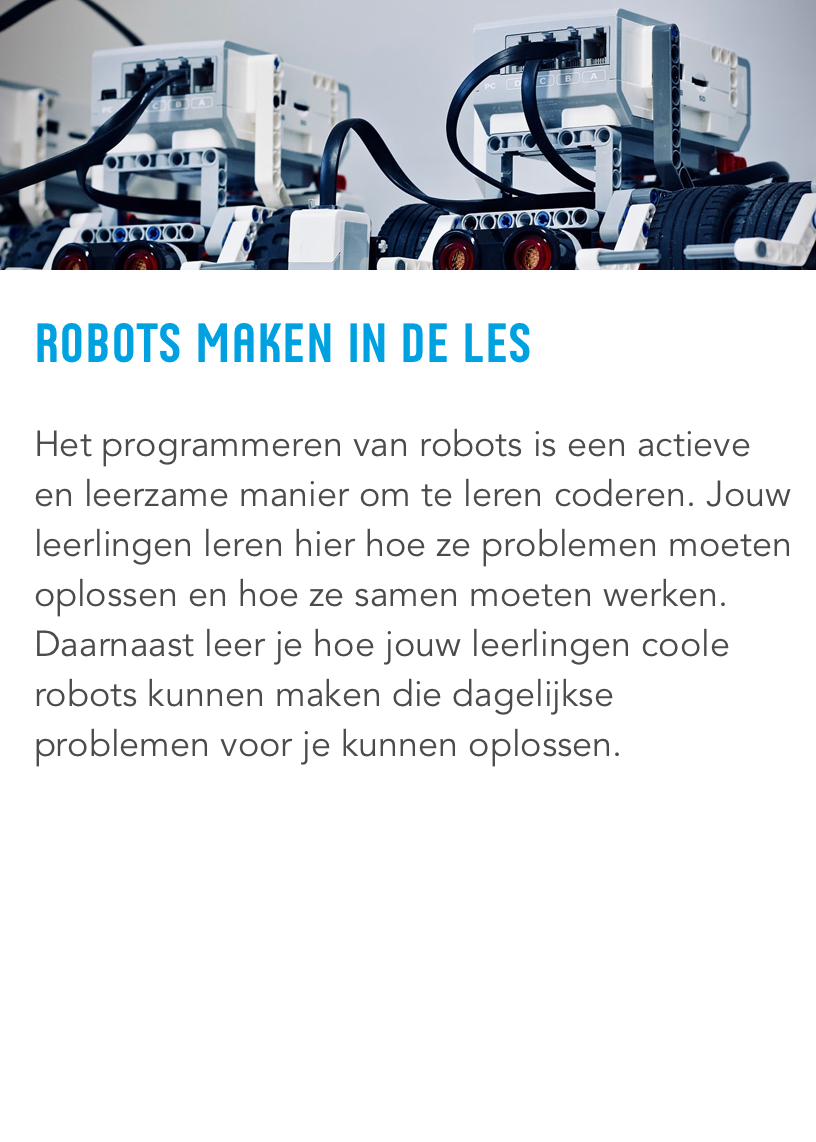 PC
D
C
B
A
SD
C
B
A
PC
ROBOTS MAKEN IN DE LES
Het programmeren van robots is een actieve
en leerzame manier om te leren coderen. Jouw
leerlingen leren hier hoe ze problemen moeten
oplossen en hoe ze samen moeten werken.
Daarnaast leer je hoe jouw leerlingen coole
robots kunnen maken die dagelijkse
problemen voor je kunnen oplossen.